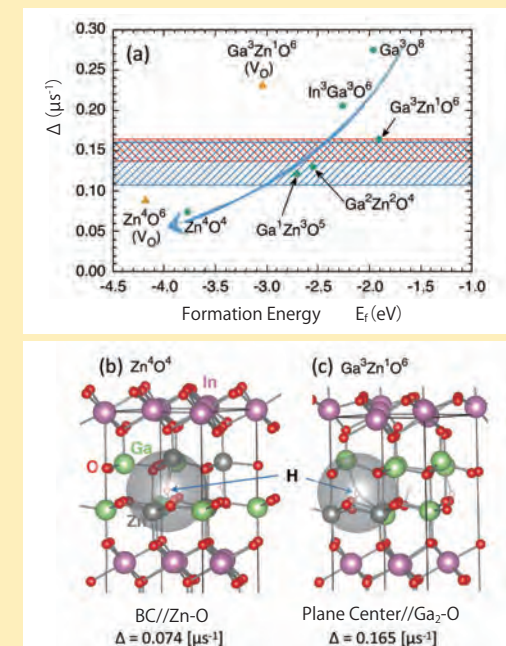 (a)
Ga³Zn¹O⁶
(Vₒ)
Ga³O⁸
In³Ga³O⁶
Ga³Zn¹O⁶
Zn⁴O⁶
(Vₒ)
Zn⁴O⁴
Ga¹Zn³O⁵
Ga²Zn²O⁴
Δ (μs⁻¹)
0.30
0.25
0.20
0.15
0.10
0.05
0.00
-4.5 -4.0 -3.5 -3.0 -2.5 -2.0 -1.5 -1.0
Formation Energy E_f (eV)
(b) Zn⁴O⁴
(c) Ga³Zn¹O⁶
In
Ga
O
H
Zn
BC//Zn-O
Δ = 0.074 [μs⁻¹]
Plane Center//Ga₂-O
Δ = 0.165 [μs⁻¹]